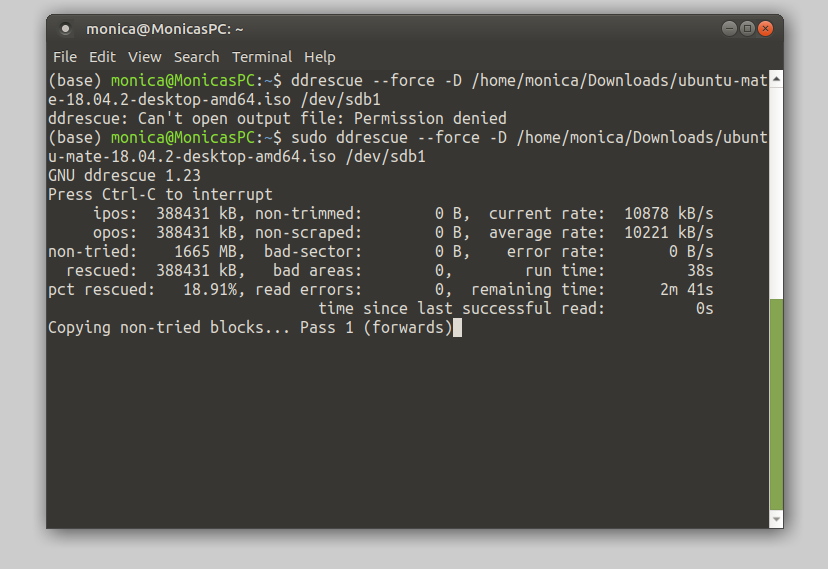 monica@MonicasPC: ~
File Edit View Search Terminal Help
(base) monica@MonicasPC:~$ ddrescue --force -D /home/monica/Downloads/ubuntu-mat
e-18.04.2-desktop-amd64.iso /dev/sdb1
ddrescue: Can't open output file: Permission denied
(base) monica@MonicasPC:~$ sudo ddrescue --force -D /home/monica/Downloads/ubunt
u-mate-18.04.2-desktop-amd64.iso /dev/sdb1
GNU ddrescue 1.23
Press Ctrl-C to interrupt
     ipos:  388431 kB, non-trimmed:        0 B,  current rate:  10878 kB/s
     opos:  388431 kB, non-scraped:        0 B,  average rate:  10221 kB/s
non-tried:    1665 MB,  bad-sector:        0 B,    error rate:       0 B/s
  rescued:  388431 kB,   bad areas:        0,        run time:         38s
pct rescued:   18.91%, read errors:        0,  remaining time:      2m 41s
                              time since last successful read:          0s
Copying non-tried blocks... Pass 1 (forwards)